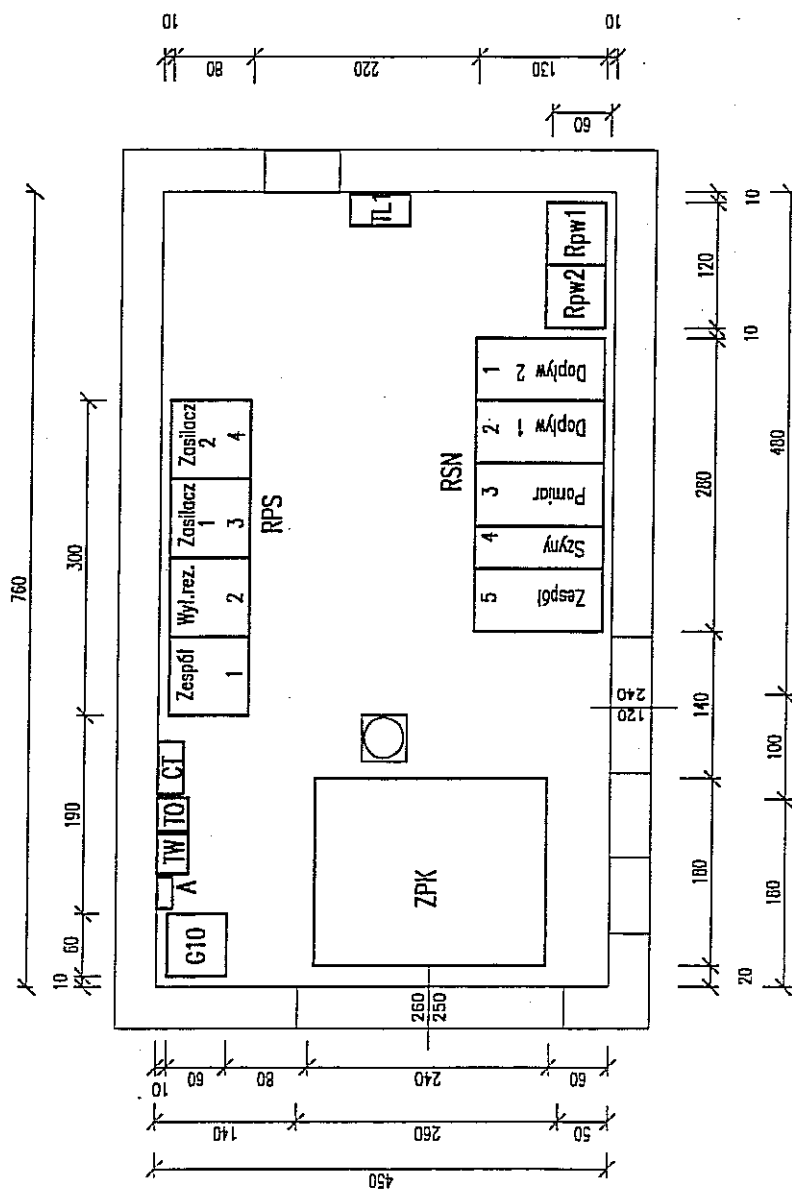 760
300
190
60
10
10
80
220
130
10
60
Zespół
1
Wył.rez.
2
Zasilacz
1
3
Zasilacz
2
4
RPS
G10
A
TW
TO
CT
TL1
ZPK
RSN
5
Zespół
4
Szyny
3
Pomiar
2
Dopływ 1
1
Dopływ 2
Rpw2
Rpw1
260
250
240
120
10
60
80
240
60
140
260
50
450
20
180
140
280
10
120
10
180
100
480